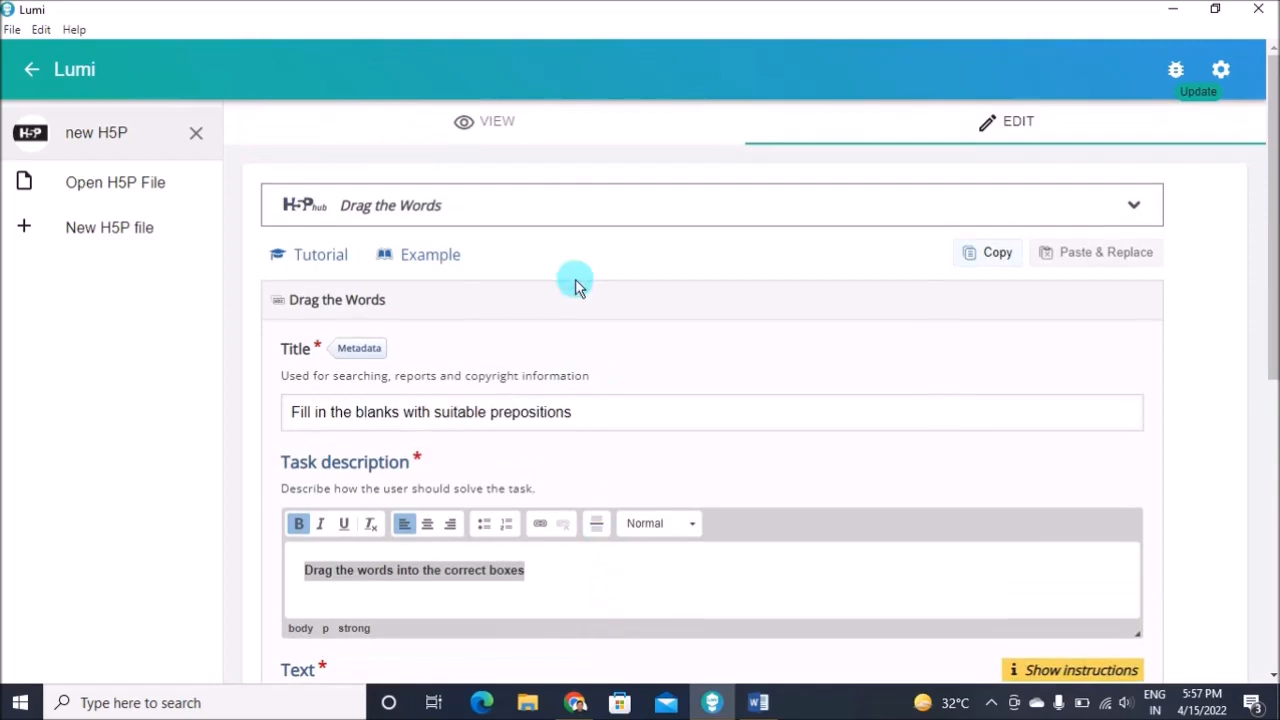 Lumi
File Edit Help
Lumi
Update
H5P new H5P
Open H5P File
New H5P file
VIEW
EDIT
H5Phub Drag the Words
Tutorial Example
Copy Paste & Replace
Drag the Words
Title* Metadata
Used for searching, reports and copyright information
Fill in the blanks with suitable prepositions
Task description*
Describe how the user should solve the task.
B I U Tx Normal
Drag the words into the correct boxes
body p strong
Text*
i Show instructions
Type here to search
32°C
ENG
IN
5:57 PM
4/15/2022
3